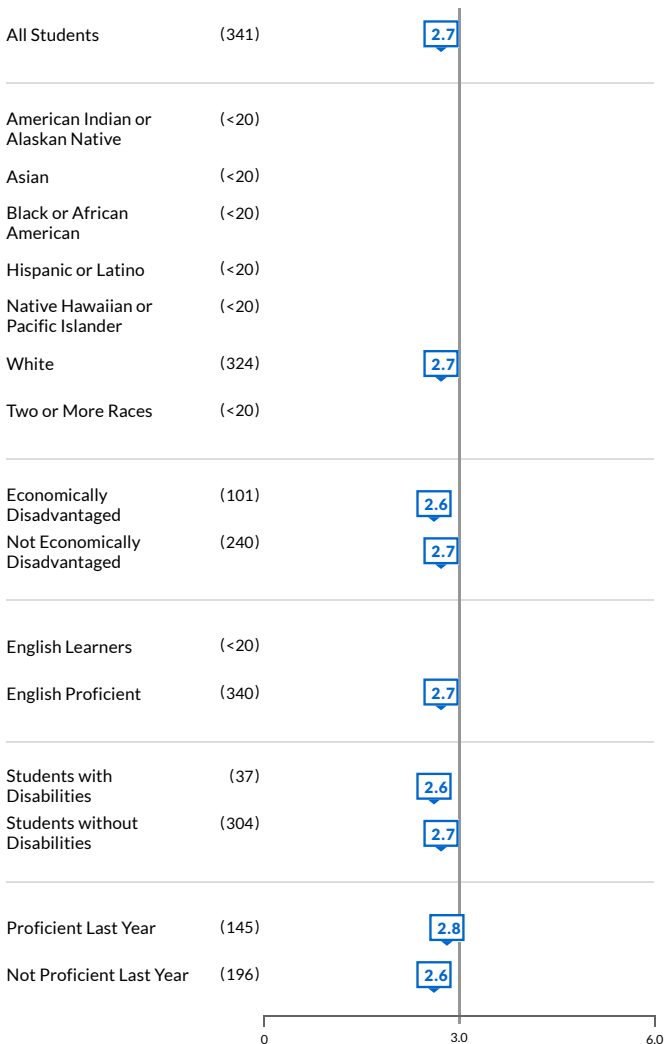 All Students (341) 2.7
American Indian or (<20)
Alaskan Native
Asian (<20)
Black or African (<20)
American
Hispanic or Latino (<20)
Native Hawaiian or (<20)
Pacific Islander
White (324) 2.7
Two or More Races (<20)
Economically (101) 2.6
Disadvantaged
Not Economically (240) 2.7
Disadvantaged
English Learners (<20)
English Proficient (340) 2.7
Students with (37) 2.6
Disabilities
Students without (304) 2.7
Disabilities
Proficient Last Year (145) 2.8
Not Proficient Last Year (196) 2.6
0 3.0 6.0